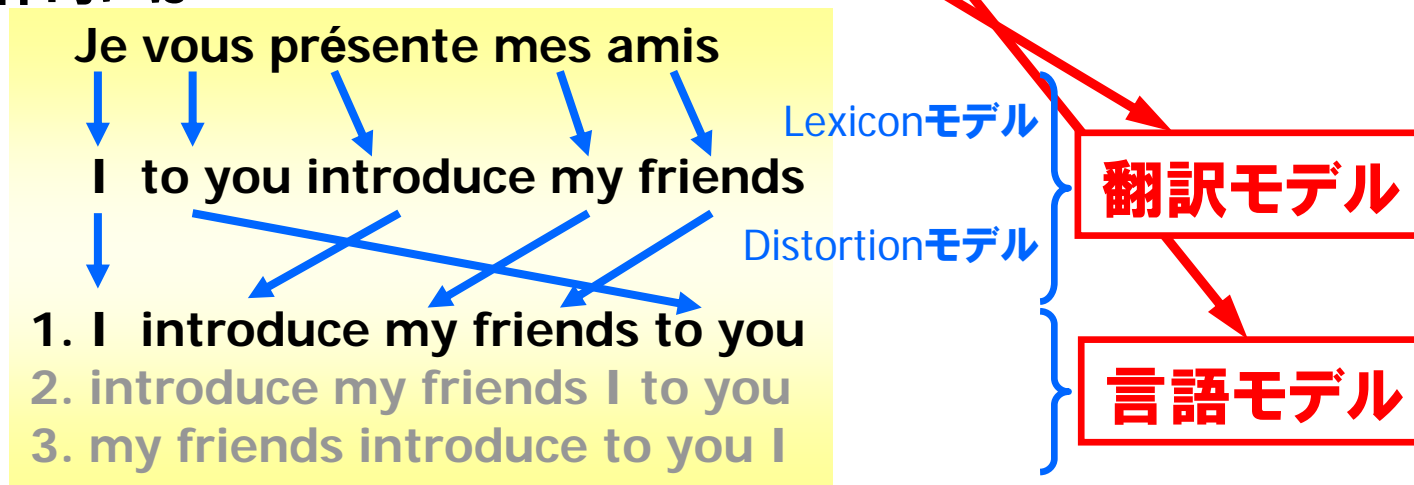 Je vous présente mes amis
Lexiconモデル
I to you introduce my friends
翻訳モデル
Distortionモデル
1. I introduce my friends to you
2. introduce my friends I to you
3. my friends introduce to you I
言語モデル